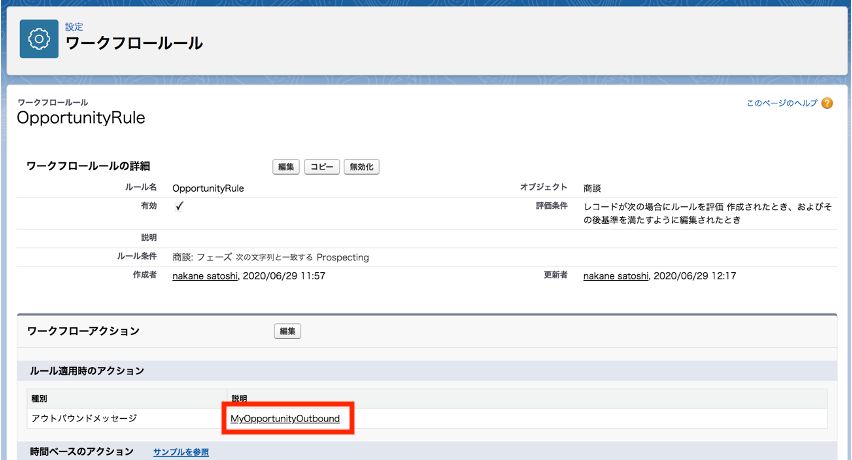 設定
ワークフロールール
ワークフロールール
OpportunityRule
このページのヘルプ ?
ワークフロールールの詳細 編集 コピー 無効化
ルール名 OpportunityRule オブジェクト 商談
有効 ✓ 評価条件 レコードが次の場合にルールを評価 作成されたとき、およびそ
の後基準を満たすように編集されたとき
説明
ルール条件 商談: フェーズ 次の文字列と一致する Prospecting
作成者 nakane satoshi, 2020/06/29 11:57 更新者 nakane satoshi, 2020/06/29 12:17
ワークフローアクション 編集
ルール適用時のアクション
種別 説明
アウトバウンドメッセージ MyOpportunityOutbound
時間ベースのアクション サンプルを参照